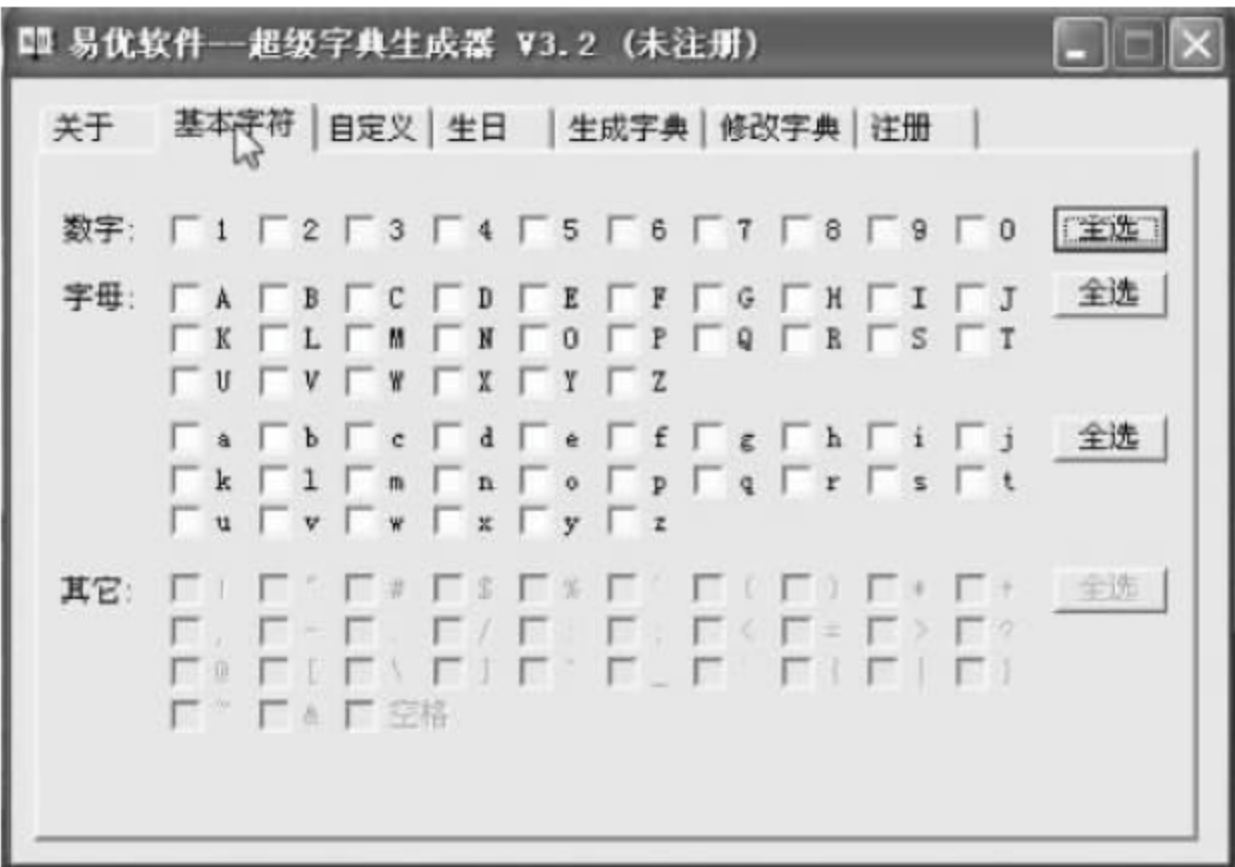 易优软件--超级字典生成器 V3.2 (未注册)
关于 基本字符 自定义 生日 生成字典 修改字典 注册
数字: 1 2 3 4 5 6 7 8 9 0 全选
字母: A B C D E F G H I J 全选
K L M N O P Q R S T
U V W X Y Z
a b c d e f g h i j 全选
k l m n o p q r s t
u v w x y z
其它: ! # $ % ( ) * + 全选
, - . / : ; < = > ?
@ [ \ ] _ { | }
~ & 空格